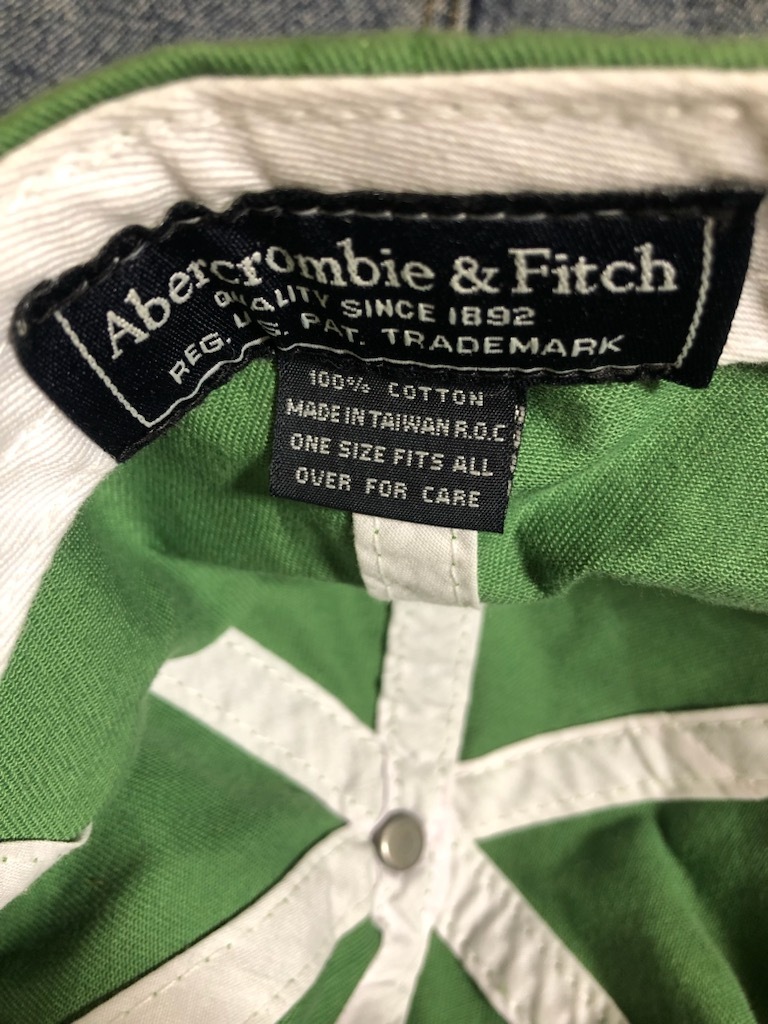 Abercrombie & Fitch
QUALITY SINCE 1892
REG. U.S. PAT. TRADEMARK
100% COTTON
MADE IN TAIWAN R.O.C
ONE SIZE FITS ALL
OVER FOR CARE